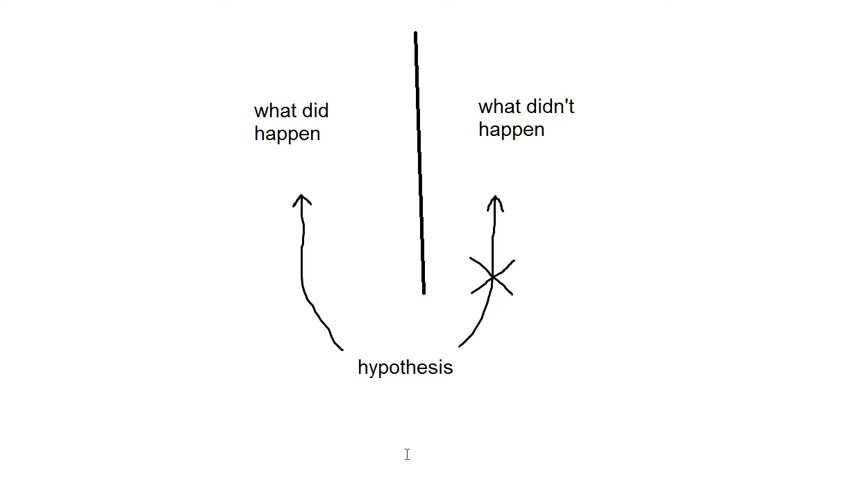 what did
happen
what didn't
happen
hypothesis